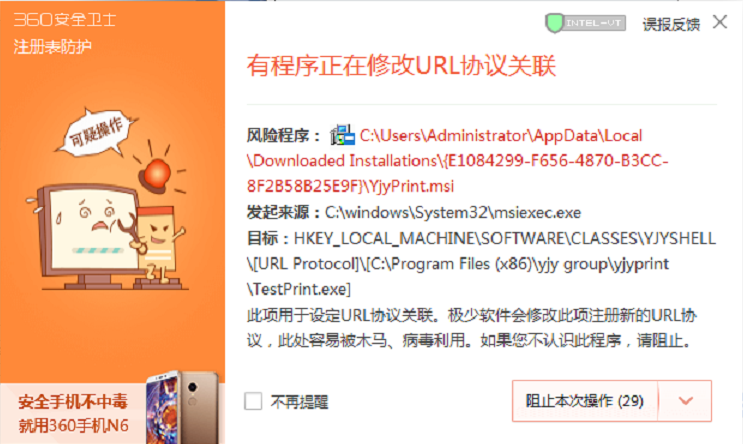 360安全卫士
注册表防护
INTEL-VT
误报反馈
有程序正在修改URL协议关联
可疑操作
风险程序： C:\Users\Administrator\AppData\Local
\Downloaded Installations\{E1084299-F656-4870-B3CC-
8F2B58B25E9F}\YjyPrint.msi
发起来源：C:\windows\System32\msiexec.exe
目标：HKEY_LOCAL_MACHINE\SOFTWARE\CLASSES\YJYSHELL
\[URL Protocol]\[C:\Program Files (x86)\yjy group\yjyprint
\TestPrint.exe]
此项用于设定URL协议关联。极少软件会修改此项注册新的URL协
议，此处容易被木马、病毒利用。如果您不认识此程序，请阻止。
安全手机不中毒
就用360手机N6
不再提醒
阻止本次操作 (29)